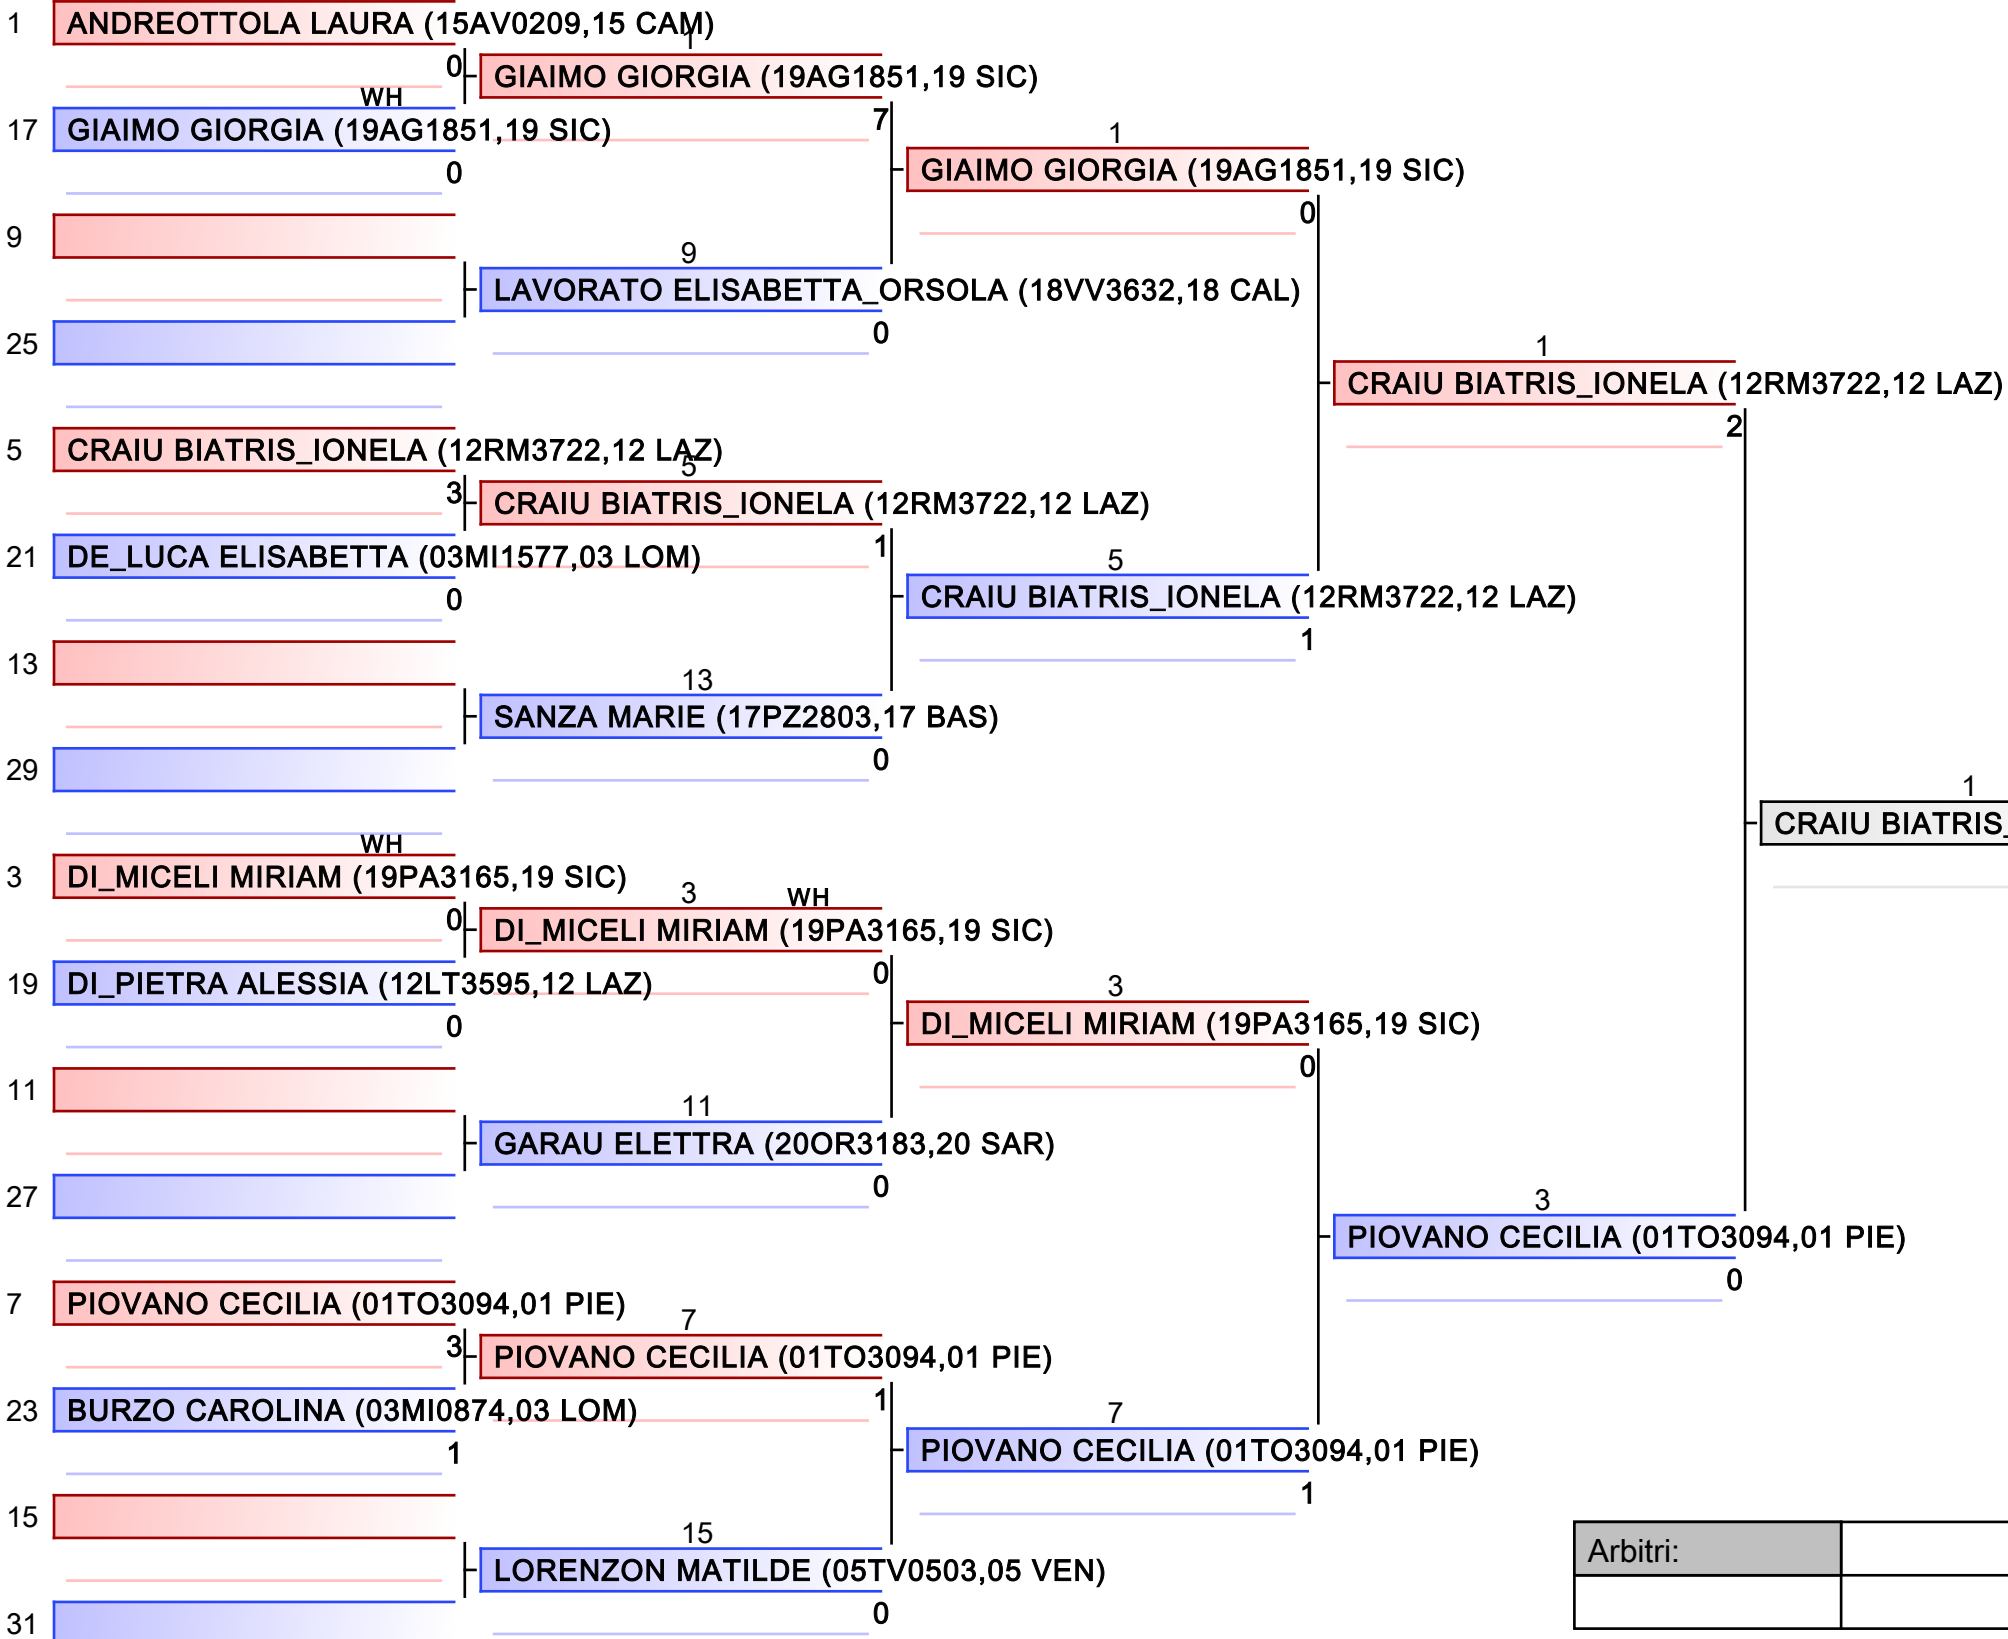 1 ANDREOTTOLA LAURA (15AV0209,15 CAM)
0
1
GIAIMO GIORGIA (19AG1851,19 SIC)
7
WH
17 GIAIMO GIORGIA (19AG1851,19 SIC)
0
1
GIAIMO GIORGIA (19AG1851,19 SIC)
0
9
9
LAVORATO ELISABETTA_ORSOLA (18VV3632,18 CAL)
0
25
1
CRAIU BIATRIS_IONELA (12RM3722,12 LAZ)
2
5 CRAIU BIATRIS_IONELA (12RM3722,12 LAZ)
3
5
CRAIU BIATRIS_IONELA (12RM3722,12 LAZ)
1
21 DE_LUCA ELISABETTA (03MI1577,03 LOM)
0
5
CRAIU BIATRIS_IONELA (12RM3722,12 LAZ)
1
13
13
SANZA MARIE (17PZ2803,17 BAS)
0
29
1
CRAIU BIATRIS_
WH
3 DI_MICELI MIRIAM (19PA3165,19 SIC)
0
3 WH
DI_MICELI MIRIAM (19PA3165,19 SIC)
0
19 DI_PIETRA ALESSIA (12LT3595,12 LAZ)
0
3
DI_MICELI MIRIAM (19PA3165,19 SIC)
0
11
11
GARAU ELETTRA (20OR3183,20 SAR)
0
27
3
PIOVANO CECILIA (01TO3094,01 PIE)
0
7 PIOVANO CECILIA (01TO3094,01 PIE)
3
7
PIOVANO CECILIA (01TO3094,01 PIE)
1
23 BURZO CAROLINA (03MI0874,03 LOM)
1
7
PIOVANO CECILIA (01TO3094,01 PIE)
1
15
15
LORENZON MATILDE (05TV0503,05 VEN)
0
31
Arbitri: